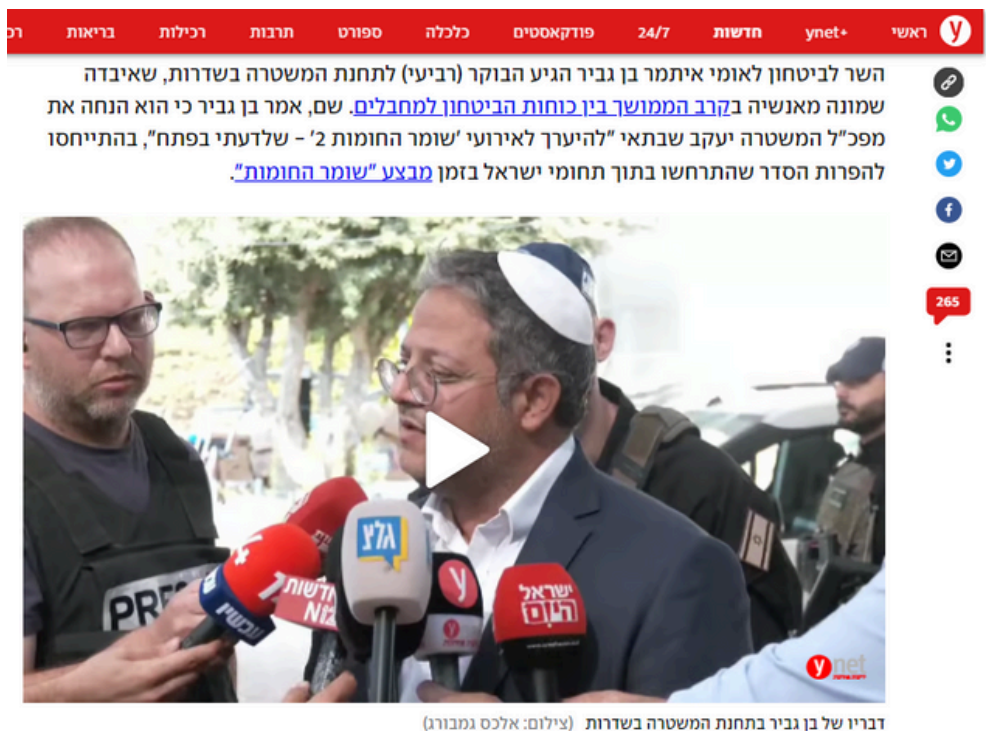 ראשי
ynet+
חדשות
24/7
פודקאסטים
כלכלה
ספורט
תרבות
רכילות
בריאות
השר לביטחון לאומי איתמר בן גביר הגיע הבוקר (רביעי) לתחנת המשטרה בשדרות, שאיבדה
שמונה מאנשיה בקרב הממושך בין כוחות הביטחון למחבלים. שם, אמר בן גביר כי הוא הנחה את
מפכ"ל המשטרה יעקב שבתאי "להיערך לאירועי 'שומר החומות 2' – שלדעתי בפתח", בהתייחסו
להפרות הסדר שהתרחשו בתוך תחומי ישראל בזמן מבצע "שומר החומות".
265
גלצ
חדשות
N12
עכשיו
ישראל
היום
y
ynet
דבריו של בן גביר בתחנת המשטרה בשדרות (צילום: אלכס גמבורג)